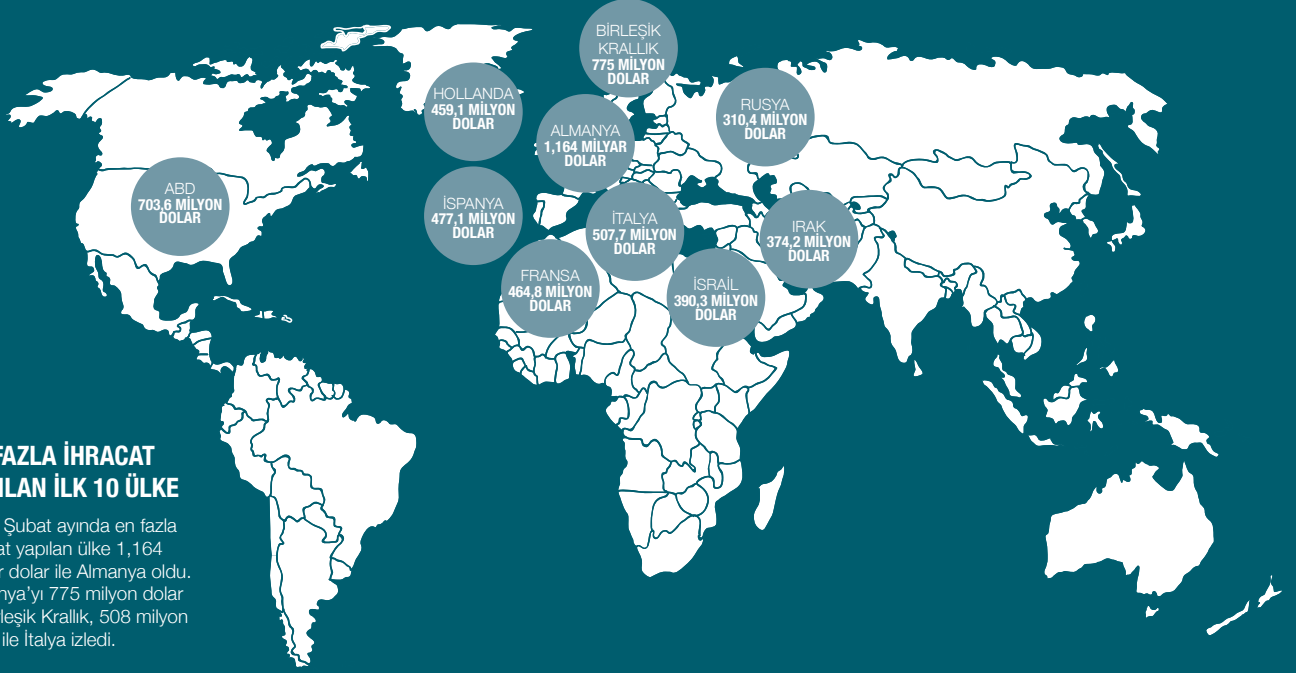 BİRLEŞİK
KRALLIK
775 MİLYON
DOLAR
HOLLANDA
459,1 MİLYON
DOLAR
ALMANYA
1,164 MİLYAR
DOLAR
RUSYA
310,4 MİLYON
DOLAR
ABD
703,6 MİLYON
DOLAR
İSPANYA
477,1 MİLYON
DOLAR
İTALYA
507,7 MİLYON
DOLAR
IRAK
374,2 MİLYON
DOLAR
FRANSA
464,8 MİLYON
DOLAR
İSRAİL
390,3 MİLYON
DOLAR
FAZLA İHRACAT
ILAN İLK 10 ÜLKE
Şubat ayında en fazla
at yapılan ülke 1,164
r dolar ile Almanya oldu.
nya'yı 775 milyon dolar
rleşik Krallık, 508 milyon
ile İtalya izledi.